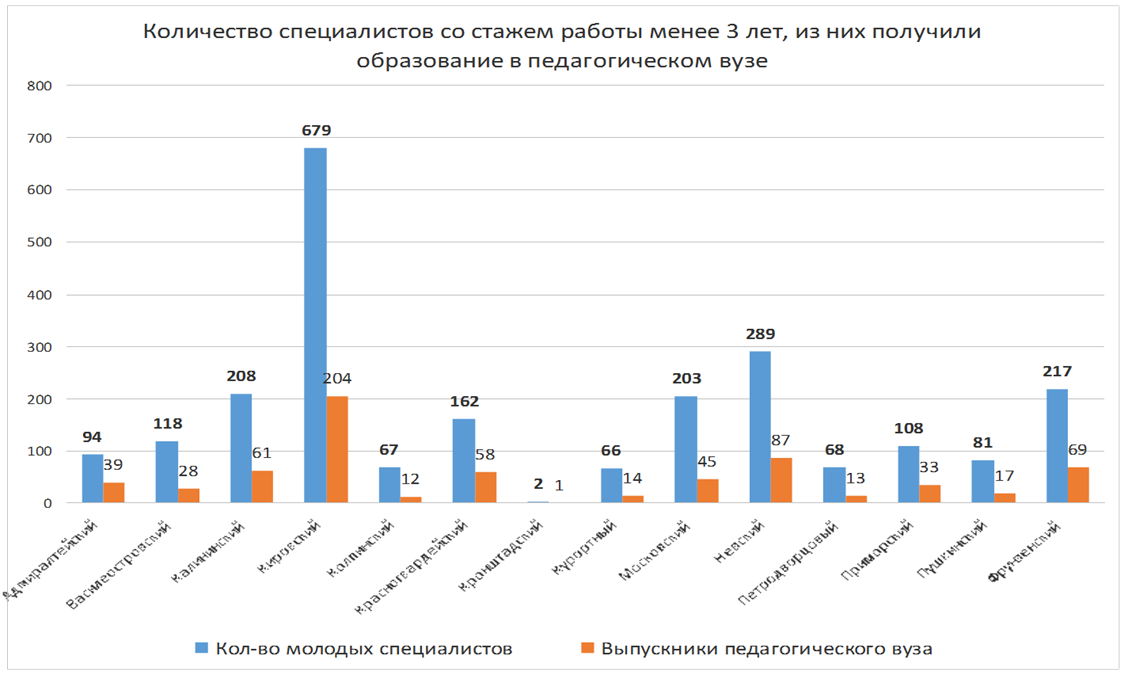 Количество специалистов со стажем работы менее 3 лет, из них получили
образование в педагогическом вузе
800
700
600
500
400
300
200
100
0
94
39
118
28
208
61
679
204
67
12
162
58
2
1
66
14
203
45
289
87
68
13
108
33
81
17
217
69
Адмиралтейский
Василеостровский
Калининский
Кировский
Колпинский
Красногвардейский
Кронштадский
Курортный
Московский
Невский
Петродворцовый
Приморский
Пушкинский
Фрунзенский
Кол-во молодых специалистов
Выпускники педагогического вуза